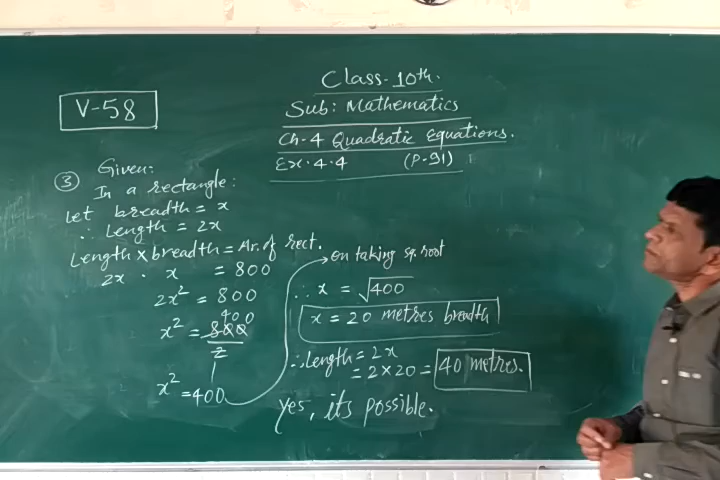 V-58
Class-10th.
Sub: Mathematics
Ch-4 Quadratic Equations.
Ex.4.4 (P-91)
③ Given:
In a rectangle:
Let breadth = x
∴ Length = 2x
Length × breadth = Ar. of rect.
2x · x = 800
2x² = 800
x² = 800/2 400
x² = 400
on taking sq. root
∴ x = √400
x = 20 metres breadth
∴ Length = 2x
= 2×20 = 40 metres.
yes, its possible.